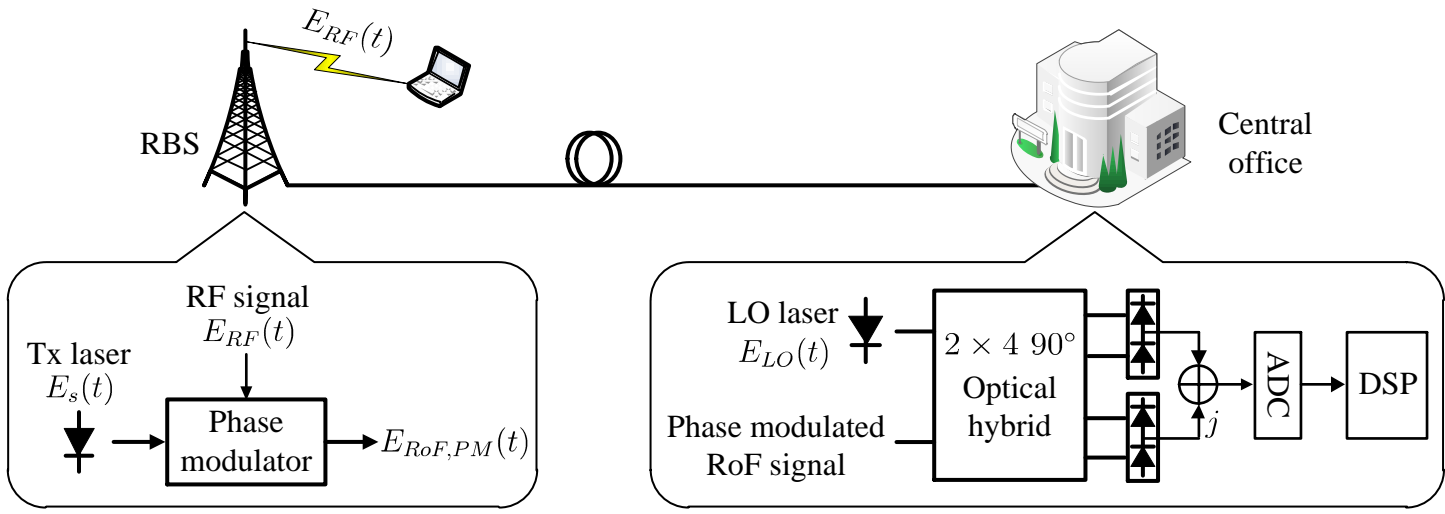 E_{RF}(t)
RBS
Central
office
RF signal
E_{RF}(t)
Tx laser
E_s(t)
Phase
modulator
E_{RoF,PM}(t)
LO laser
E_{LO}(t)
Phase modulated
RoF signal
2 × 4 90°
Optical
hybrid
j
ADC
DSP